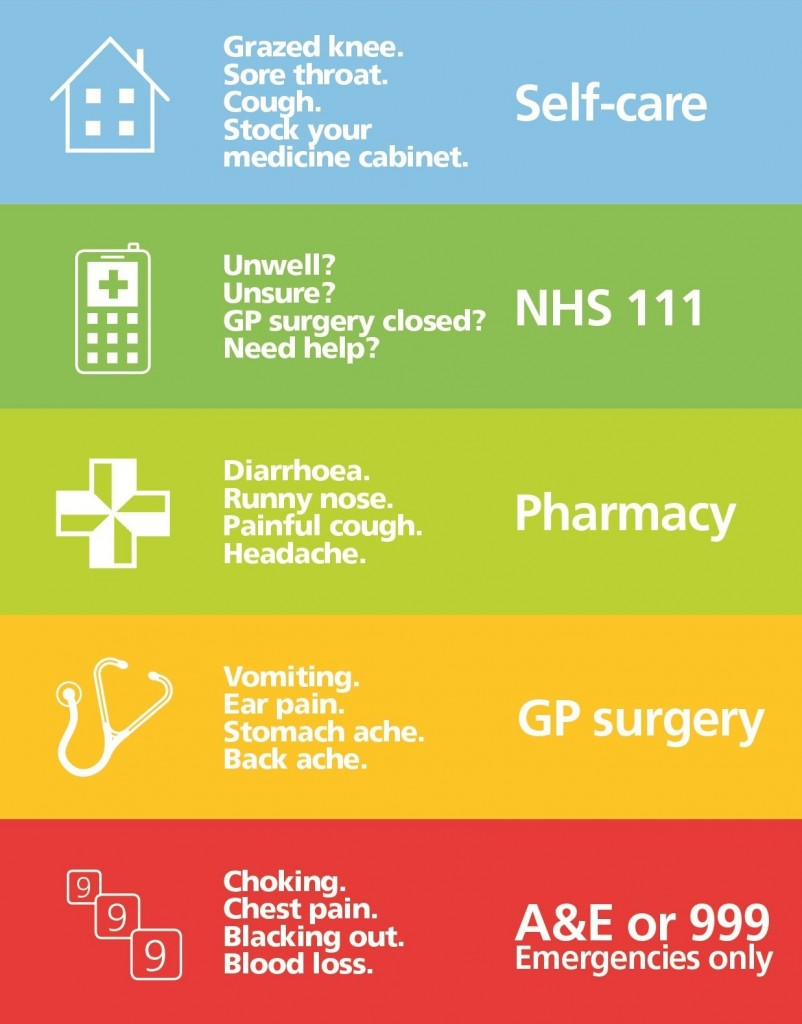 Grazed knee.
Sore throat.
Cough.
Stock your
medicine cabinet.
Self-care
Unwell?
Unsure?
GP surgery closed?
Need help?
NHS 111
Diarrhoea.
Runny nose.
Painful cough.
Headache.
Pharmacy
Vomiting.
Ear pain.
Stomach ache.
Back ache.
GP surgery
9
9
9
Choking.
Chest pain.
Blacking out.
Blood loss.
A&E or 999
Emergencies only